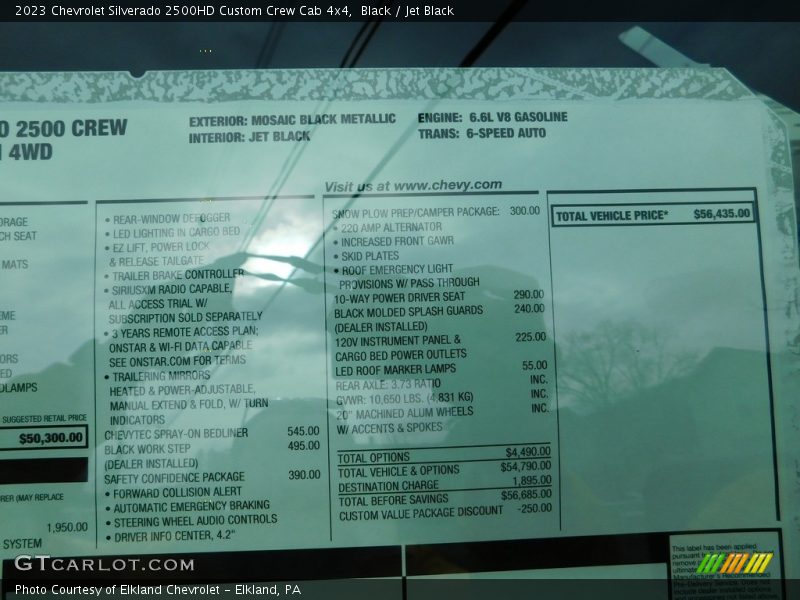 2023 Chevrolet Silverado 2500HD Custom Crew Cab 4x4, Black / Jet Black
2500 CREW
4WD
EXTERIOR: MOSAIC BLACK METALLIC
INTERIOR: JET BLACK
ENGINE: 6.6L V8 GASOLINE
TRANS: 6-SPEED AUTO
Visit us at www.chevy.com
SEAT
MATS
SUGGESTED RETAIL PRICE
$50,300.00
(MAY REPLACE
1,950.00
SYSTEM
• REAR-WINDOW DEFOGGER
• LED LIGHTING IN CARGO BED
• EZ LIFT, POWER LOCK
& RELEASE TAILGATE
• TRAILER BRAKE CONTROLLER
• SIRIUSXM RADIO CAPABLE,
ALL ACCESS TRIAL W/
SUBSCRIPTION SOLD SEPARATELY
• 3 YEARS REMOTE ACCESS PLAN;
ONSTAR & WI-FI DATA CAPABLE
SEE ONSTAR.COM FOR TERMS
• TRAILERING MIRRORS
HEATED & POWER-ADJUSTABLE,
MANUAL EXTEND & FOLD, W/ TURN
INDICATORS
CHEVYTEC SPRAY-ON BEDLINER 545.00
BLACK WORK STEP 495.00
(DEALER INSTALLED)
SAFETY CONFIDENCE PACKAGE 390.00
• FORWARD COLLISION ALERT
• AUTOMATIC EMERGENCY BRAKING
• STEERING WHEEL AUDIO CONTROLS
• DRIVER INFO CENTER, 4.2"
SNOW PLOW PREP/CAMPER PACKAGE: 300.00
• 220 AMP ALTERNATOR
• INCREASED FRONT GAWR
• SKID PLATES
• ROOF EMERGENCY LIGHT
PROVISIONS W/ PASS THROUGH
10-WAY POWER DRIVER SEAT 290.00
BLACK MOLDED SPLASH GUARDS 240.00
(DEALER INSTALLED)
120V INSTRUMENT PANEL & 225.00
CARGO BED POWER OUTLETS
LED ROOF MARKER LAMPS 55.00
REAR AXLE: 3.73 RATIO INC.
GVWR: 10,650 LBS. (4,831 KG) INC.
20" MACHINED ALUM WHEELS INC.
W/ ACCENTS & SPOKES
TOTAL OPTIONS $4,490.00
TOTAL VEHICLE & OPTIONS $54,790.00
DESTINATION CHARGE 1,895.00
TOTAL BEFORE SAVINGS $56,685.00
CUSTOM VALUE PACKAGE DISCOUNT -250.00
TOTAL VEHICLE PRICE* $56,435.00
This label has been applied
GTCARLOT.COM
Photo Courtesy of Elkland Chevrolet - Elkland, PA